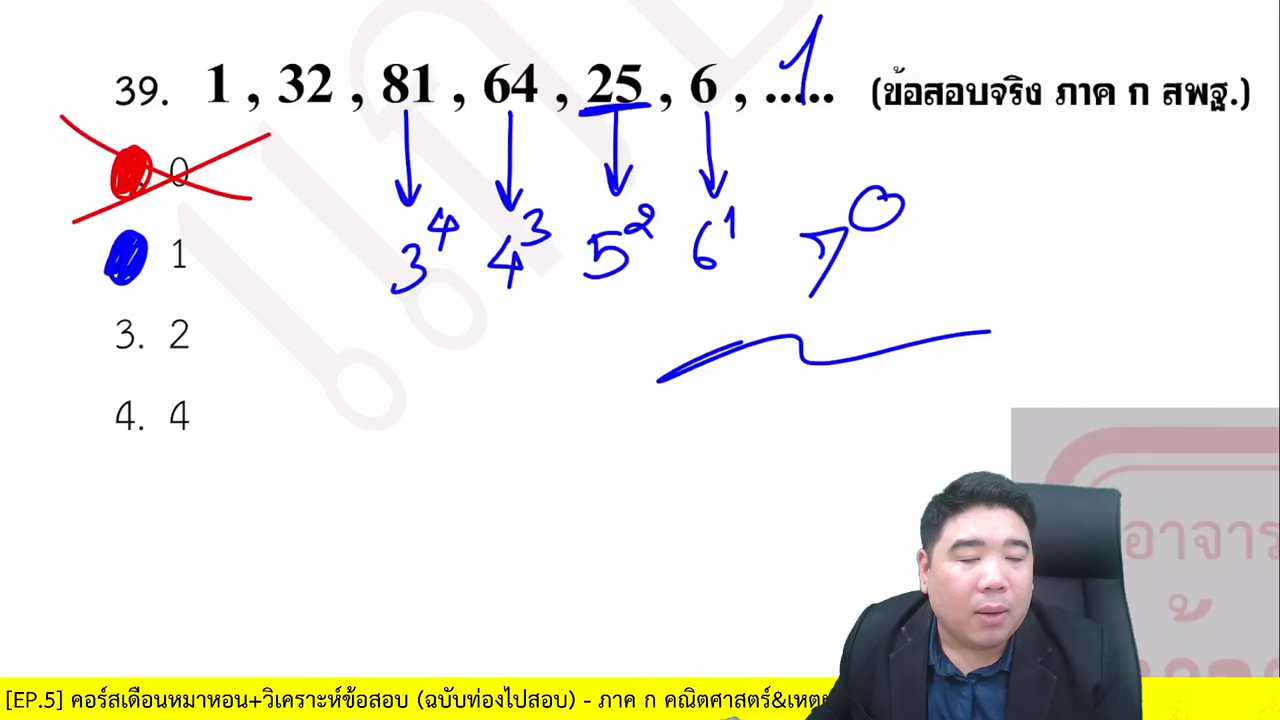 39. 1 , 32 , 81 , 64 , 25 , 6 , ..... (ข้อสอบจริง ภาค ก สพฐ.)
1
0
1
3. 2
4. 4
3⁴ 4³ 5² 6¹ 7⁰
อาจาร
[EP.5] คอร์สเดือนหมาหอน+วิเคราะห์ข้อสอบ (ฉบับท่องไปสอบ) - ภาค ก คณิตศาสตร์&เหตุ